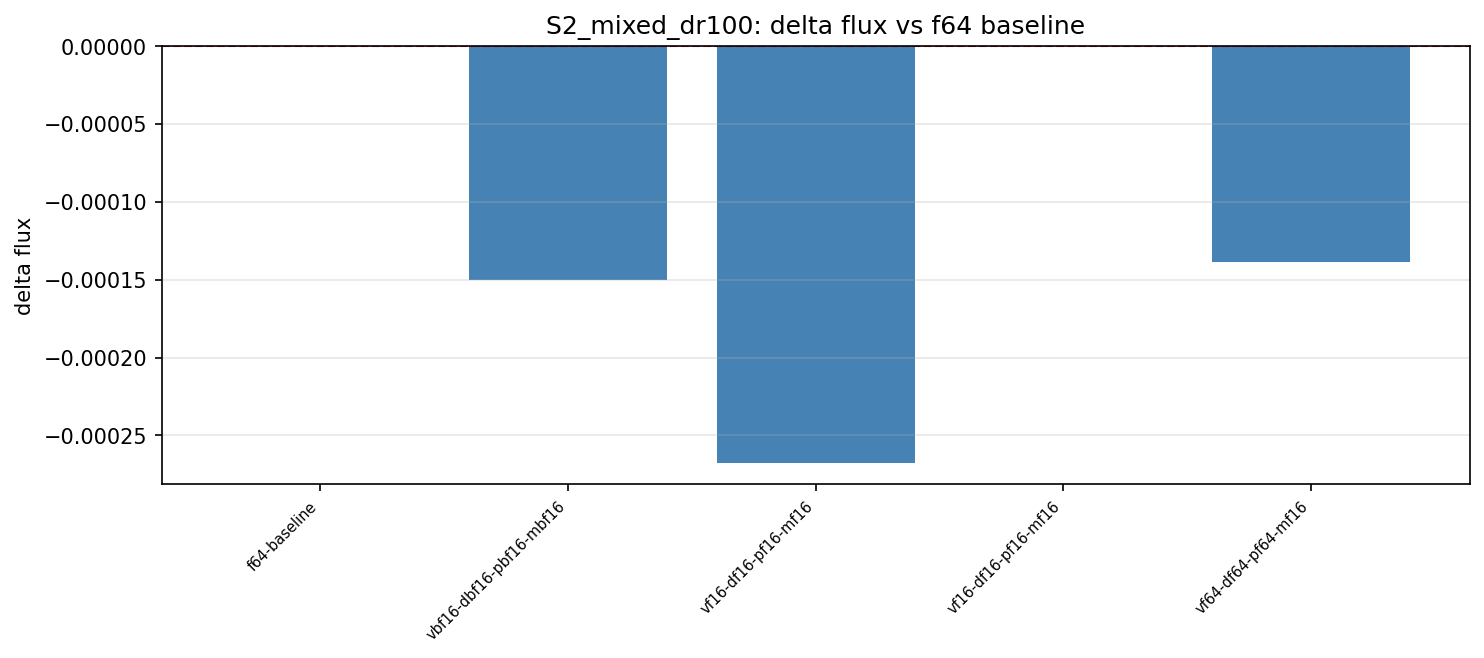 S2_mixed_dr100: delta flux vs f64 baseline
delta flux
0.00000
−0.00005
−0.00010
−0.00015
−0.00020
−0.00025
f64-baseline
vbf16-dbf16-pbf16-mbf16
vf16-df16-pf16-mf16
vf16-df16-pf16-mf16
vf64-df64-pf64-mf16